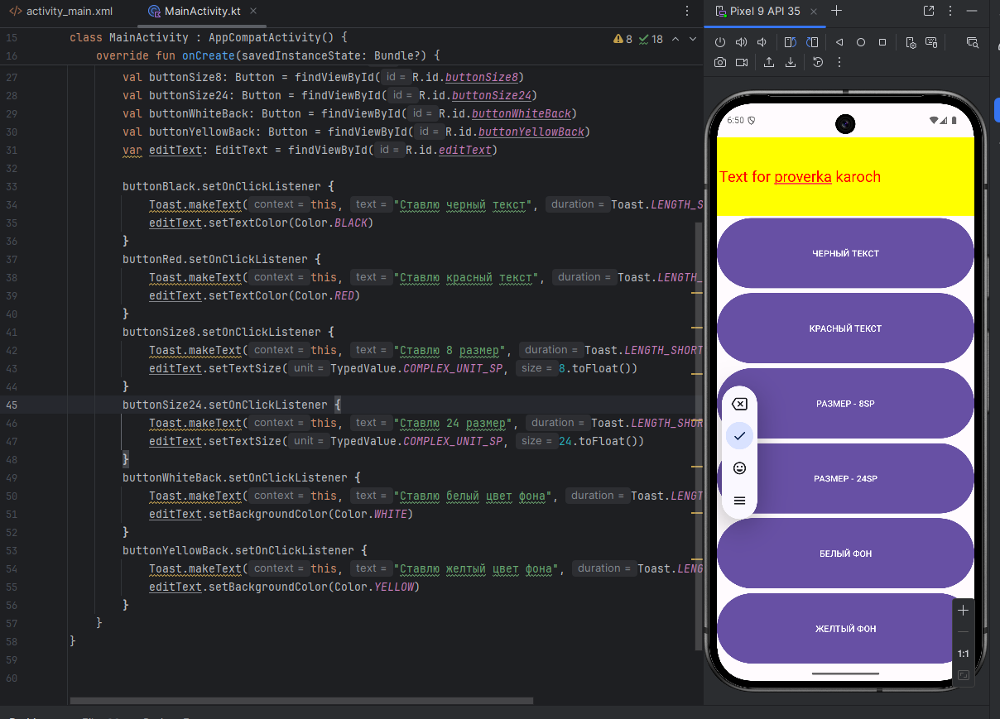 activity_main.xml
MainActivity.kt
Pixel 9 API 35
15 class MainActivity : AppCompatActivity() {
8 18
16 override fun onCreate(savedInstanceState: Bundle?) {
27 val buttonSize8: Button = findViewById( id = R.id.buttonSize8)
28 val buttonSize24: Button = findViewById( id = R.id.buttonSize24)
29 val buttonWhiteBack: Button = findViewById( id = R.id.buttonWhiteBack)
30 val buttonYellowBack: Button = findViewById( id = R.id.buttonYellowBack)
31 var editText: EditText = findViewById( id = R.id.editText)
32
33 buttonBlack.setOnClickListener {
34 Toast.makeText( context = this, text = "Ставлю черный текст", duration = Toast.LENGTH_S
35 editText.setTextColor(Color.BLACK)
36 }
37 buttonRed.setOnClickListener {
38 Toast.makeText( context = this, text = "Ставлю красный текст", duration = Toast.LENGTH_
39 editText.setTextColor(Color.RED)
40 }
41 buttonSize8.setOnClickListener {
42 Toast.makeText( context = this, text = "Ставлю 8 размер", duration = Toast.LENGTH_SHORT
43 editText.setTextSize( unit = TypedValue.COMPLEX_UNIT_SP, size = 8.toFloat())
44 }
45 buttonSize24.setOnClickListener {
46 Toast.makeText( context = this, text = "Ставлю 24 размер", duration = Toast.LENGTH_SHOR
47 editText.setTextSize( unit = TypedValue.COMPLEX_UNIT_SP, size = 24.toFloat())
48 }
49 buttonWhiteBack.setOnClickListener {
50 Toast.makeText( context = this, text = "Ставлю белый цвет фона", duration = Toast.LENGT
51 editText.setBackgroundColor(Color.WHITE)
52 }
53 buttonYellowBack.setOnClickListener {
54 Toast.makeText( context = this, text = "Ставлю желтый цвет фона", duration = Toast.LENG
55 editText.setBackgroundColor(Color.YELLOW)
56 }
57 }
58 }
59
60
6:50
Text for proverka karoch
ЧЕРНЫЙ ТЕКСТ
КРАСНЫЙ ТЕКСТ
РАЗМЕР - 8SP
РАЗМЕР - 24SP
БЕЛЫЙ ФОН
ЖЕЛТЫЙ ФОН
1:1